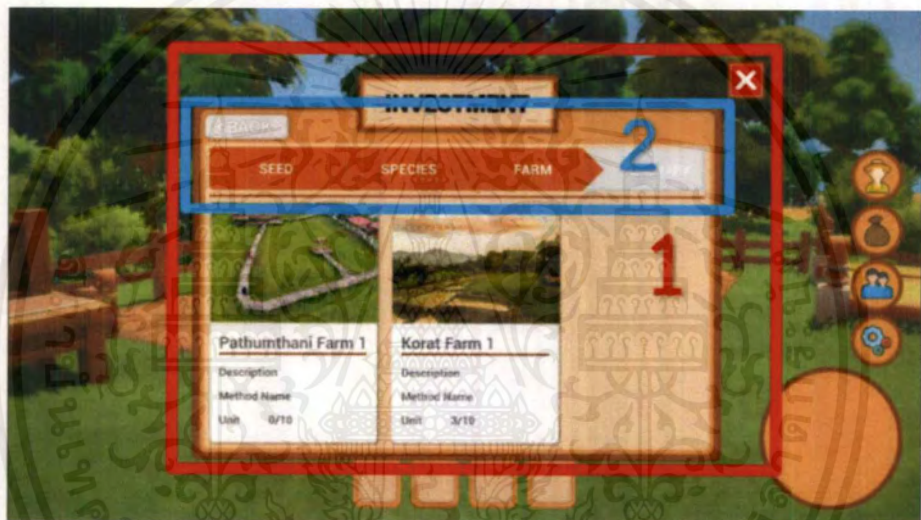 INVESTMENT
< BACK
2
SEED SPECIES FARM
1
Pathumthani Farm 1 Korat Farm 1
Description Description
Method Name Method Name
Unit 0/10 Unit 3/10